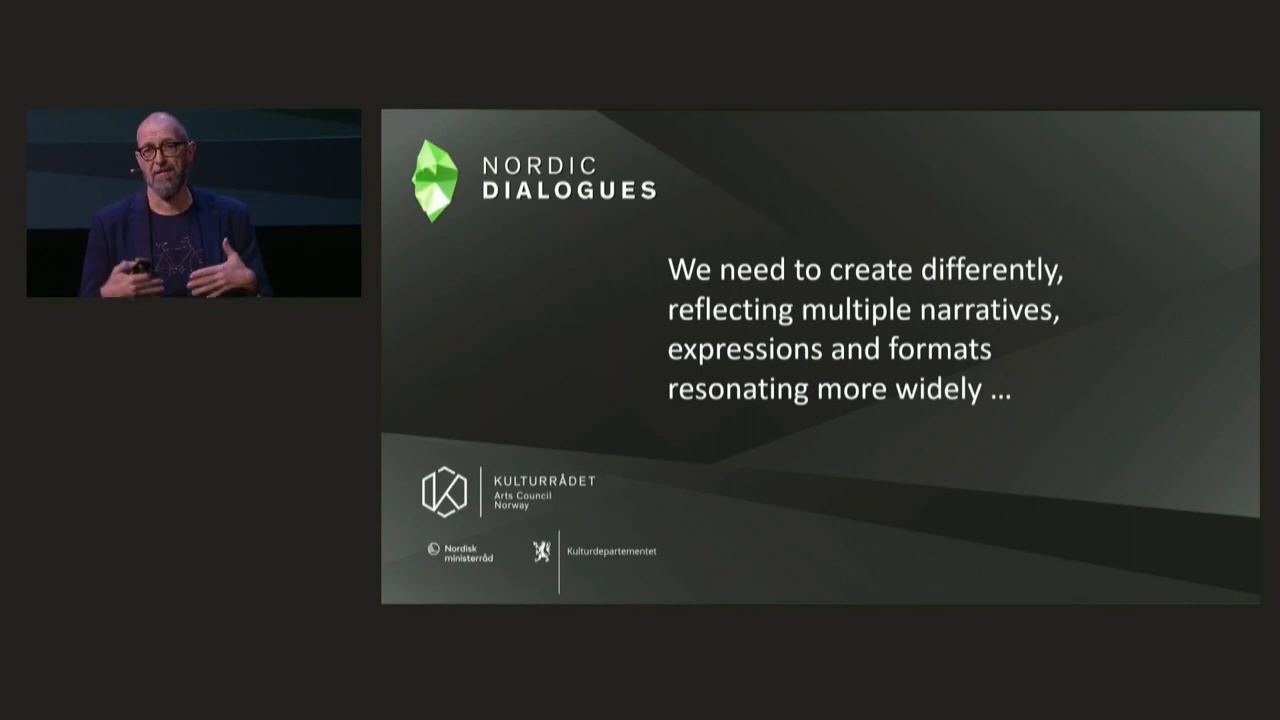 NORDIC
DIALOGUES
We need to create differently,
reflecting multiple narratives,
expressions and formats
resonating more widely ...
KULTURRÅDET
Arts Council
Norway
Nordisk
ministerråd
Kulturdepartementet